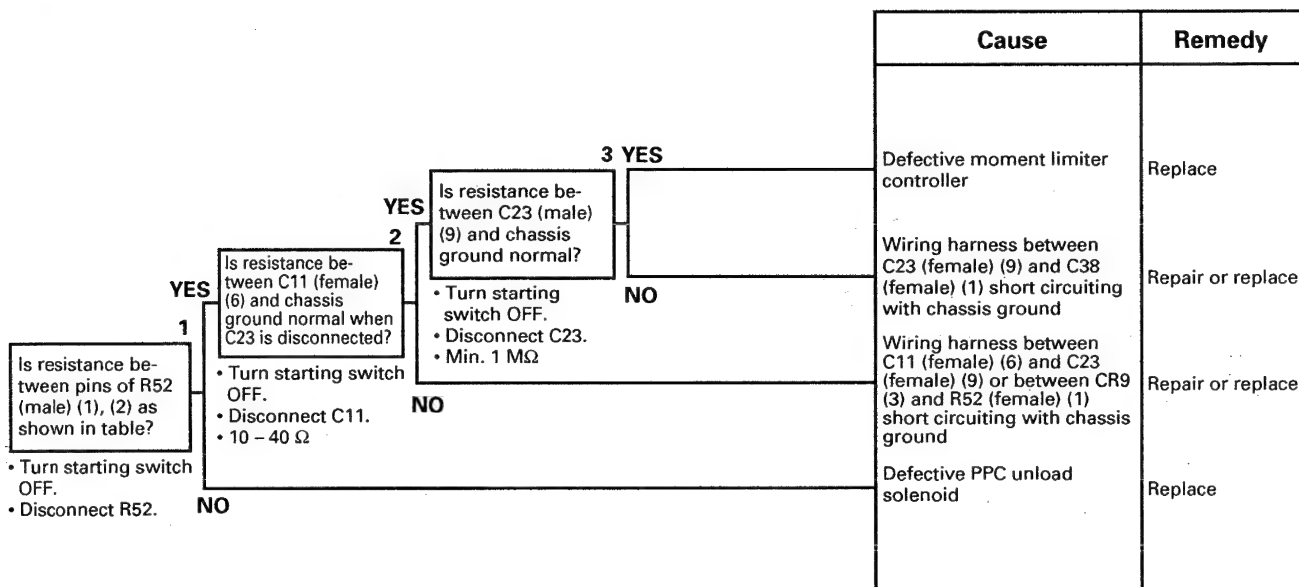 Cause
Remedy
3 YES
Defective moment limiter
controller
Replace
Is resistance be-
tween C23 (male)
(9) and chassis
ground normal?
YES
2
• Turn starting
switch OFF.
• Disconnect C23.
• Min. 1 MΩ
NO
Wiring harness between
C23 (female) (9) and C38
(female) (1) short circuiting
with chassis ground
Repair or replace
Is resistance be-
tween C11 (female)
(6) and chassis
ground normal when
C23 is disconnected?
YES
1
• Turn starting switch
OFF.
• Disconnect C11.
• 10 – 40 Ω
NO
Wiring harness between
C11 (female) (6) and C23
(female) (9) or between CR9
(3) and R52 (female) (1)
short circuiting with chassis
ground
Repair or replace
Is resistance be-
tween pins of R52
(male) (1), (2) as
shown in table?
• Turn starting switch
OFF.
• Disconnect R52.
NO
Defective PPC unload
solenoid
Replace